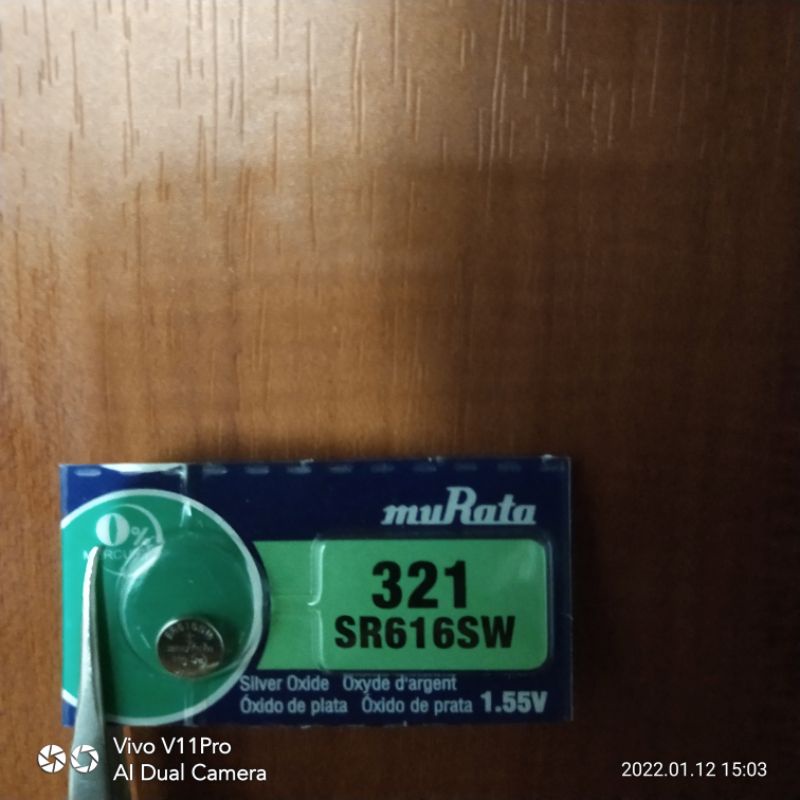 muRata
0%
MERCURY
321
SR616SW
Silver Oxide Oxyde d'argent
Óxido de plata Óxido de prata 1.55V
Vivo V11Pro
AI Dual Camera
2022.01.12 15:03